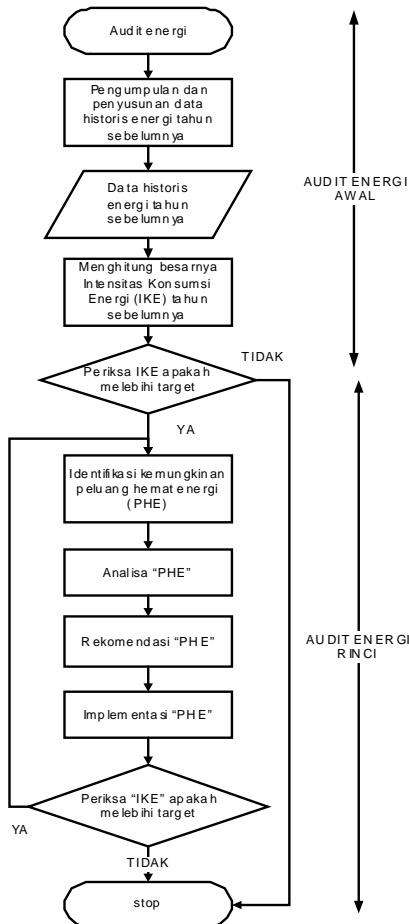 Audit energi
Pengumpulan dan
penyusunan data
historis energi tahun
sebelumnya
Data historis
energi tahun
sebelumnya
AUDIT ENERGI
AWAL
Menghitung besarnya
Intensitas Konsumsi
Energi (IKE) tahun
sebelumnya
TIDAK
Periksa IKE apakah
melebihi target
YA
Identifikasi kemungkinan
peluang hemat energi
(PHE)
Analisa “PHE”
Rekomendasi “PHE”
AUDIT ENERGI
RINCI
Implementasi “PHE”
Periksa “IKE” apakah
melebihi target
YA
TIDAK
stop